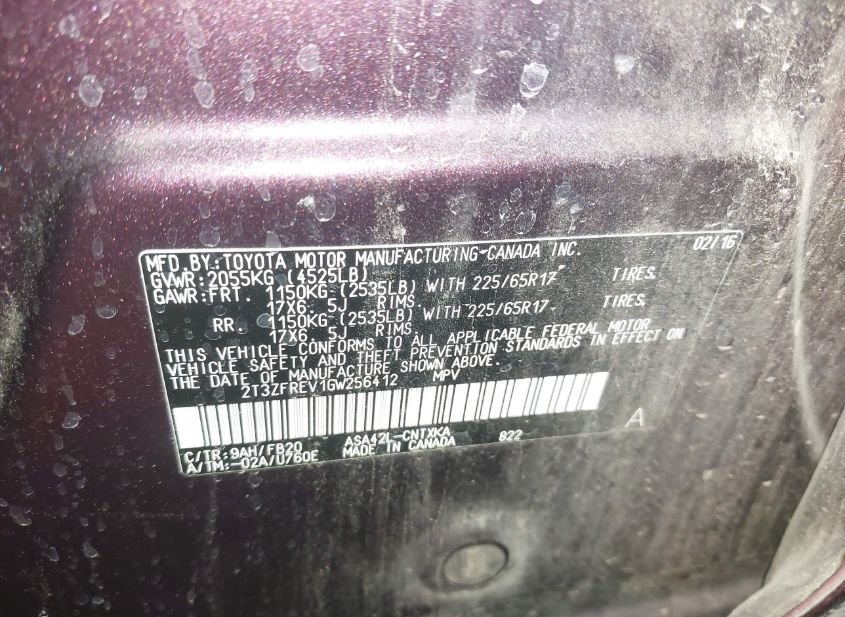 MFD.BY:TOYOTA MOTOR MANUFACTURING-CANADA INC. 02/16
GVWR:2055KG (4525LB)
GAWR:FRT. 1150KG (2535LB) WITH 225/65R17 TIRES
17X6.5J RIMS.
RR. 1150KG (2535LB) WITH 225/65R17 TIRES.
17X6.5J RIMS.
THIS VEHICLE CONFORMS TO ALL APPLICABLE FEDERAL MOTOR
VEHICLE SAFETY AND THEFT PREVENTION STANDARDS IN EFFECT ON
THE DATE OF MANUFACTURE SHOWN ABOVE.
2T3ZFREV1GW256412 MPV
C/TR:9AH/FB20 ASA42L-CNTXKA 822 A
A/TM:-02A/U760E MADE IN CANADA